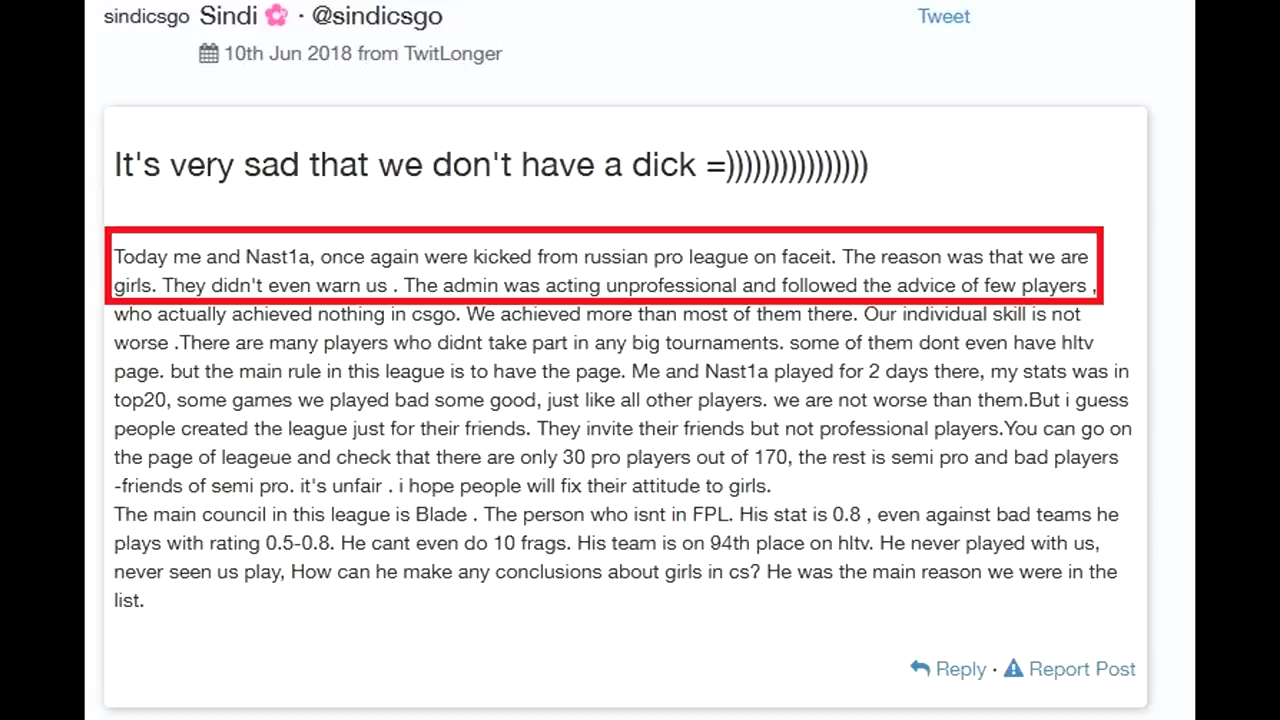 sindicsgo Sindi 🌸 · @sindicsgo Tweet
10th Jun 2018 from TwitLonger
It's very sad that we don't have a dick =))))))))))))))))
Today me and Nast1a, once again were kicked from russian pro league on faceit. The reason was that we are
girls. They didn't even warn us . The admin was acting unprofessional and followed the advice of few players ,
who actually achieved nothing in csgo. We achieved more than most of them there. Our individual skill is not
worse .There are many players who didnt take part in any big tournaments. some of them dont even have hltv
page. but the main rule in this league is to have the page. Me and Nast1a played for 2 days there, my stats was in
top20, some games we played bad some good, just like all other players. we are not worse than them.But i guess
people created the league just for their friends. They invite their friends but not professional players.You can go on
the page of leageue and check that there are only 30 pro players out of 170, the rest is semi pro and bad players
-friends of semi pro. it's unfair . i hope people will fix their attitude to girls.
The main council in this league is Blade . The person who isnt in FPL. His stat is 0.8 , even against bad teams he
plays with rating 0.5-0.8. He cant even do 10 frags. His team is on 94th place on hltv. He never played with us,
never seen us play, How can he make any conclusions about girls in cs? He was the main reason we were in the
list.
Reply · Report Post